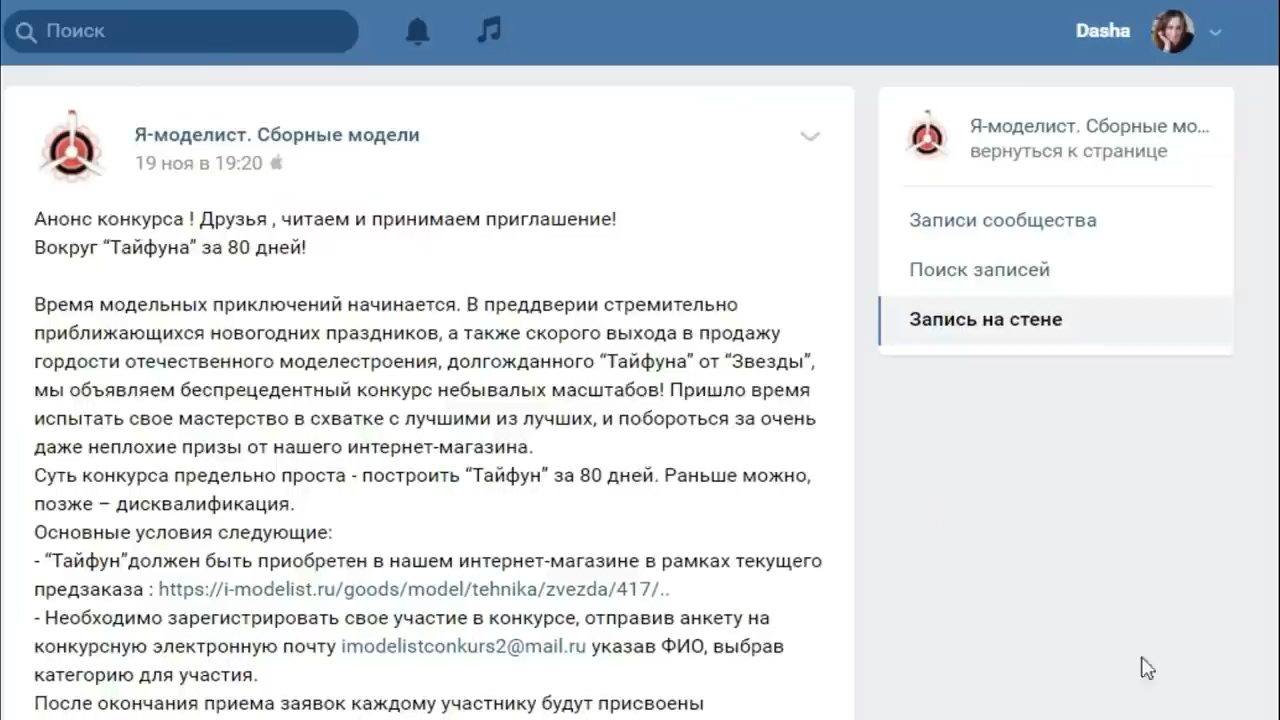 Поиск
Dasha
Я-моделист. Сборные модели
19 ноя в 19:20
Анонс конкурса ! Друзья , читаем и принимаем приглашение!
Вокруг “Тайфуна” за 80 дней!
Время модельных приключений начинается. В преддверии стремительно
приближающихся новогодних праздников, а также скорого выхода в продажу
гордости отечественного моделестроения, долгожданного “Тайфуна” от “Звезды”,
мы объявляем беспрецедентный конкурс небывалых масштабов! Пришло время
испытать свое мастерство в схватке с лучшими из лучших, и побороться за очень
даже неплохие призы от нашего интернет-магазина.
Суть конкурса предельно проста - построить “Тайфун” за 80 дней. Раньше можно,
позже – дисквалификация.
Основные условия следующие:
- “Тайфун”должен быть приобретен в нашем интернет-магазине в рамках текущего
предзаказа : https://i-modelist.ru/goods/model/tehnika/zvezda/417/..
- Необходимо зарегистрировать свое участие в конкурсе, отправив анкету на
конкурсную электронную почту imodelistconkurs2@mail.ru указав ФИО, выбрав
категорию для участия.
После окончания приема заявок каждому участнику будут присвоены
Я-моделист. Сборные мо...
вернуться к странице
Записи сообщества
Поиск записей
Запись на стене